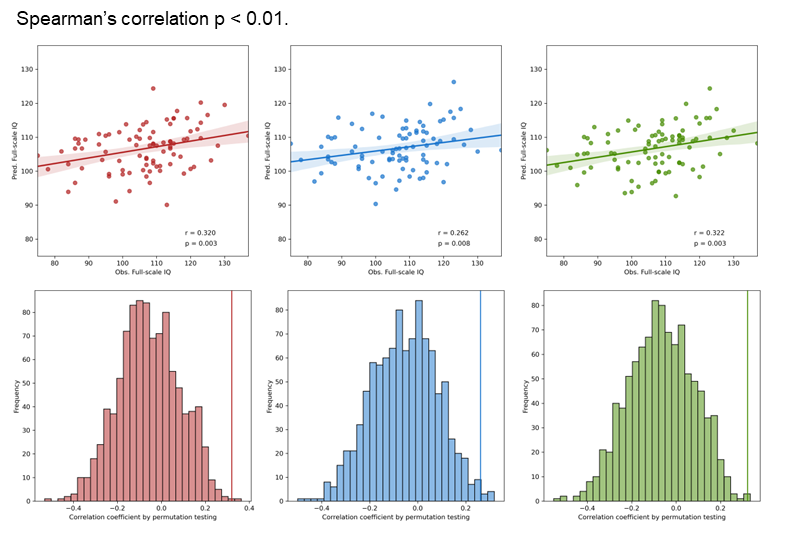 Spearman's correlation p < 0.01.
130
120
110
100
90
80
Pred. Full-scale IQ
r = 0.320
p = 0.003
80 90 100 110 120 130
Obs. Full-scale IQ
130
120
110
100
90
80
Pred. Full-scale IQ
r = 0.262
p = 0.008
80 90 100 110 120 130
Obs. Full-scale IQ
130
120
110
100
90
80
Pred. Full-scale IQ
r = 0.322
p = 0.003
80 90 100 110 120 130
Obs. Full-scale IQ
80
70
60
50
40
30
20
10
0
Frequency
−0.4 −0.2 0.0 0.2 0.4
Correlation coefficient by permutation testing
80
70
60
50
40
30
20
10
0
Frequency
−0.4 −0.2 0.0 0.2
Correlation coefficient by permutation testing
80
70
60
50
40
30
20
10
0
Frequency
−0.4 −0.2 0.0 0.2
Correlation coefficient by permutation testing